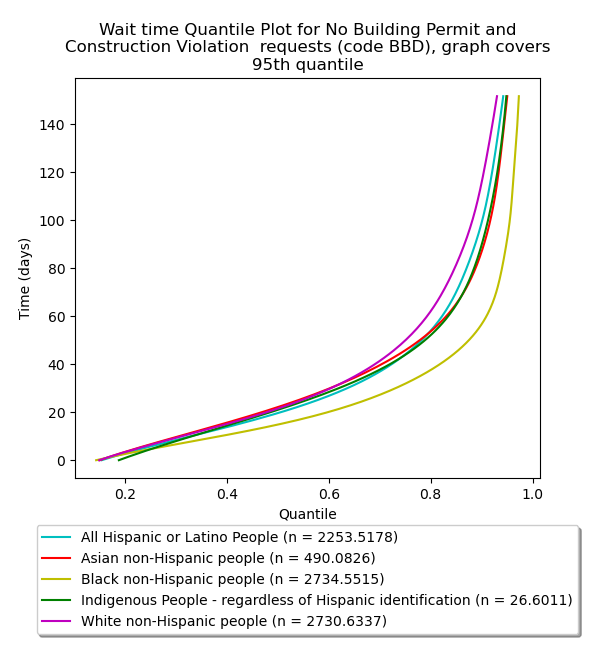 Wait time Quantile Plot for No Building Permit and
Construction Violation  requests (code BBD), graph covers
95th quantile
140
120
100
80
60
40
20
0
Time (days)
0.2
0.4
0.6
0.8
1.0
Quantile
All Hispanic or Latino People (n = 2253.5178)
Asian non-Hispanic people (n = 490.0826)
Black non-Hispanic people (n = 2734.5515)
Indigenous People - regardless of Hispanic identification (n = 26.6011)
White non-Hispanic people (n = 2730.6337)